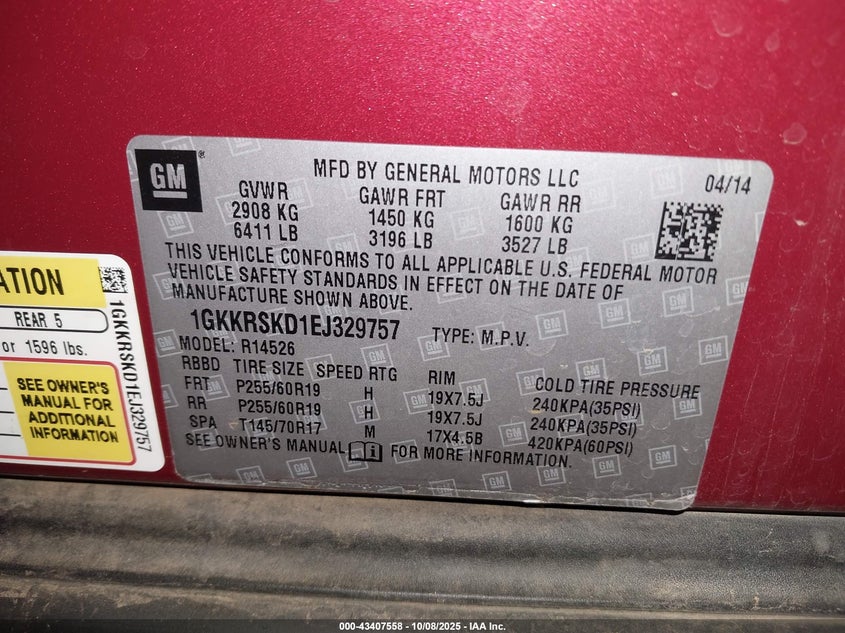 GM ®
MFD BY GENERAL MOTORS LLC
04/14
GVWR GAWR FRT GAWR RR
2908 KG 1450 KG 1600 KG
6411 LB 3196 LB 3527 LB
THIS VEHICLE CONFORMS TO ALL APPLICABLE U.S. FEDERAL MOTOR
VEHICLE SAFETY STANDARDS IN EFFECT ON THE DATE OF
MANUFACTURE SHOWN ABOVE.
1GKKRSKD1EJ329757 TYPE: M.P.V.
MODEL: R14526
RBBD TIRE SIZE SPEED RTG RIM COLD TIRE PRESSURE
FRT P255/60R19 H 19X7.5J 240KPA(35PSI)
RR P255/60R19 H 19X7.5J 240KPA(35PSI)
SPA T145/70R17 M 17X4.5B 420KPA(60PSI)
SEE OWNER'S MANUAL FOR MORE INFORMATION.
ATION
REAR 5
or 1596 lbs.
SEE OWNER'S
MANUAL FOR
ADDITIONAL
INFORMATION
1GKKRSKD1EJ329757
000-43407558 - 10/08/2025 - IAA Inc.